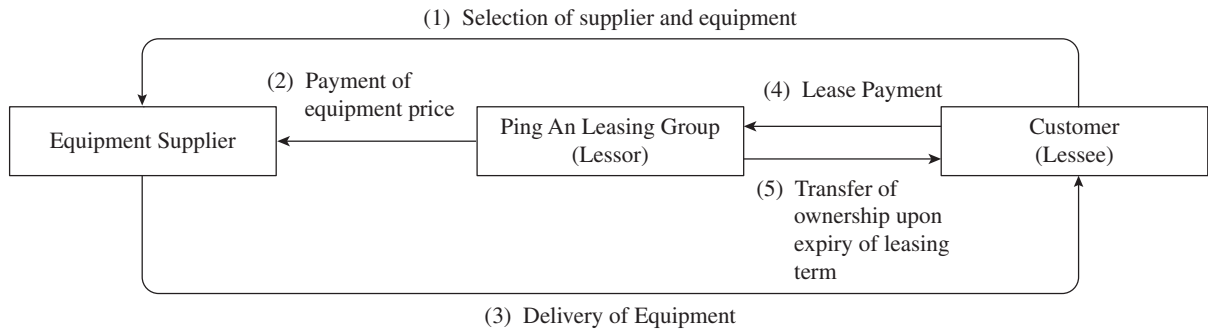 (1) Selection of supplier and equipment
(2) Payment of
equipment price
(4) Lease Payment
Equipment Supplier
Ping An Leasing Group
(Lessor)
Customer
(Lessee)
(5) Transfer of
ownership upon
expiry of leasing
term
(3) Delivery of Equipment